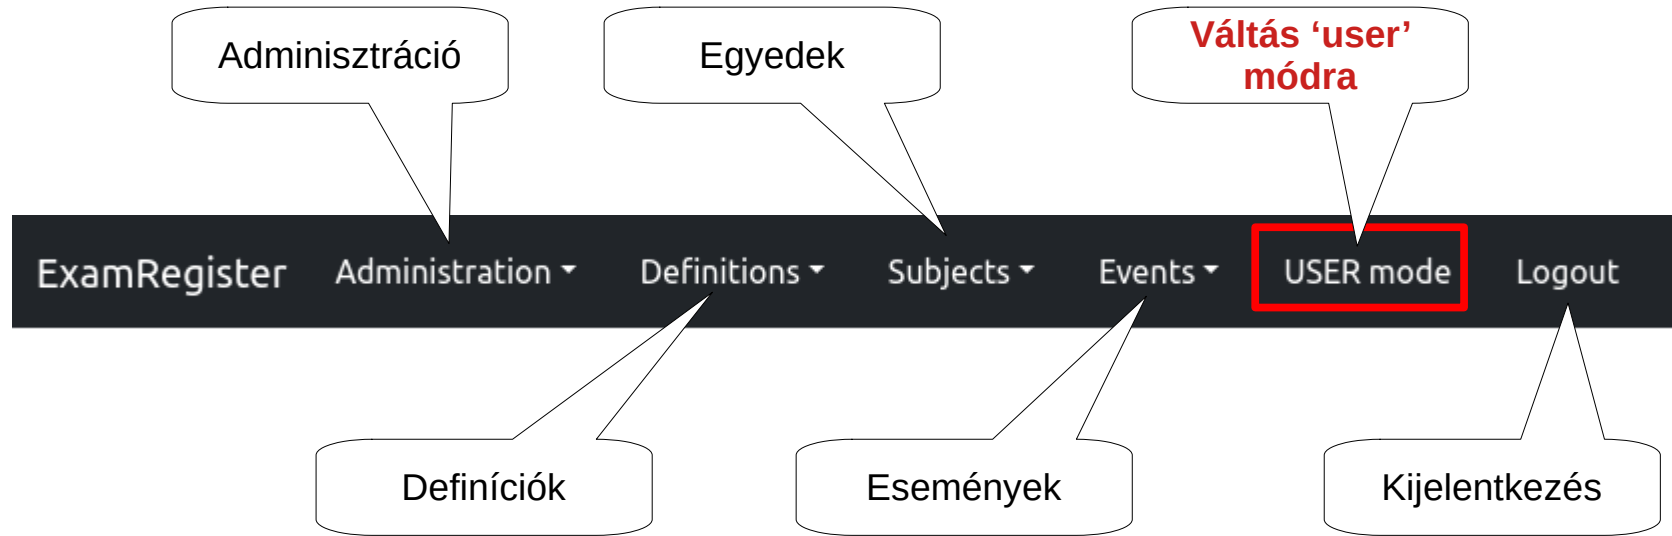 Adminisztráció
Egyedek
Váltás ‘user’
módra
ExamRegister
Administration
Definitions
Subjects
Events
USER mode
Logout
Definíciók
Események
Kijelentkezés